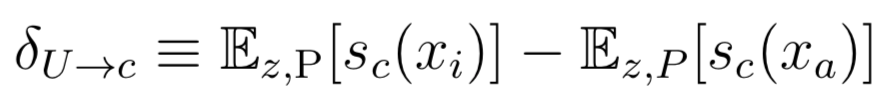 δ_{U→c} ≡ 𝔼_{z,P}[s_c(x_i)] − 𝔼_{z,P}[s_c(x_a)]